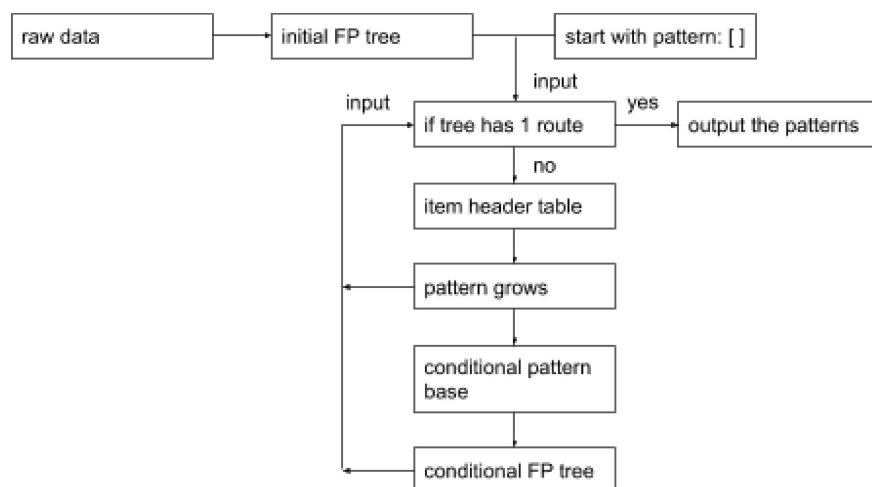 raw data
initial FP tree
start with pattern: [ ]
input
input
if tree has 1 route
yes
output the patterns
no
item header table
pattern grows
conditional pattern
base
conditional FP tree